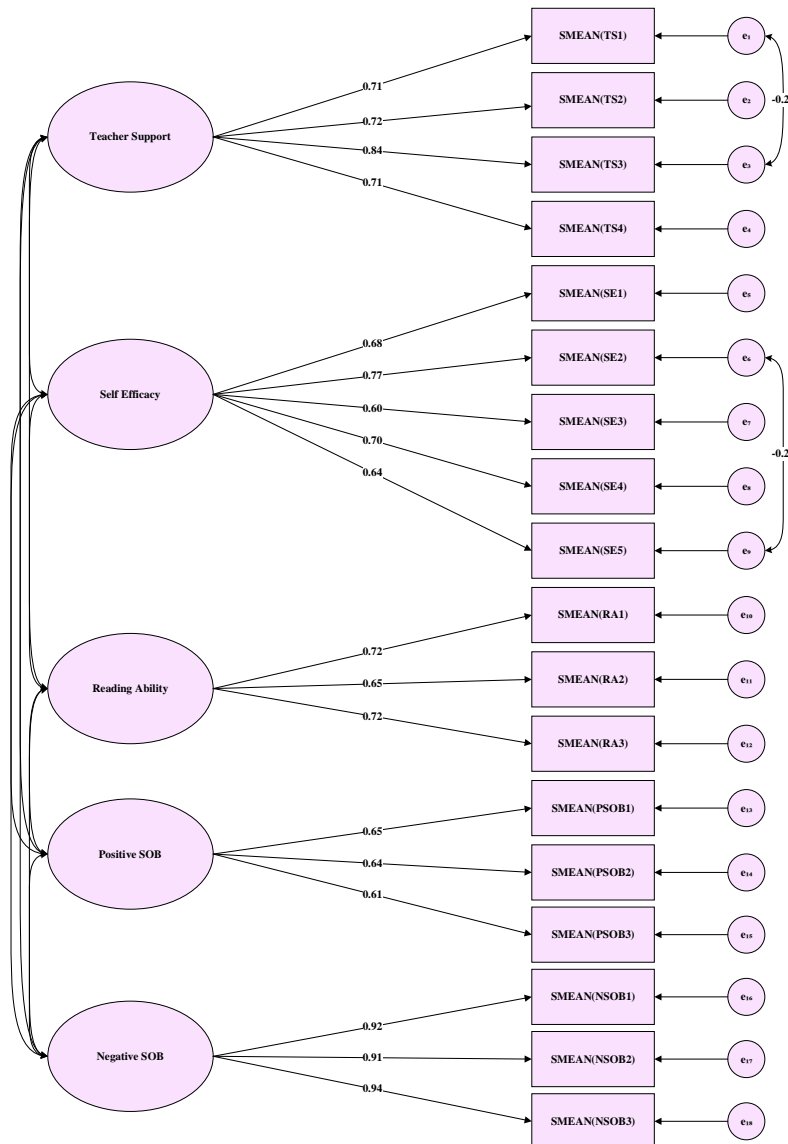 SMEAN(TS1)
e₁
0.71
SMEAN(TS2)
e₂
-0.2
Teacher Support
0.72
0.84
SMEAN(TS3)
e₃
0.71
SMEAN(TS4)
e₄
SMEAN(SE1)
e₅
0.68
SMEAN(SE2)
e₆
0.77
Self Efficacy
0.60
SMEAN(SE3)
e₇
0.70
-0.2
0.64
SMEAN(SE4)
e₈
SMEAN(SE5)
e₉
SMEAN(RA1)
e₁₀
0.72
Reading Ability
0.65
SMEAN(RA2)
e₁₁
0.72
SMEAN(RA3)
e₁₂
SMEAN(PSOB1)
e₁₃
0.65
Positive SOB
0.64
SMEAN(PSOB2)
e₁₄
0.61
SMEAN(PSOB3)
e₁₅
SMEAN(NSOB1)
e₁₆
0.92
Negative SOB
0.91
SMEAN(NSOB2)
e₁₇
0.94
SMEAN(NSOB3)
e₁₈